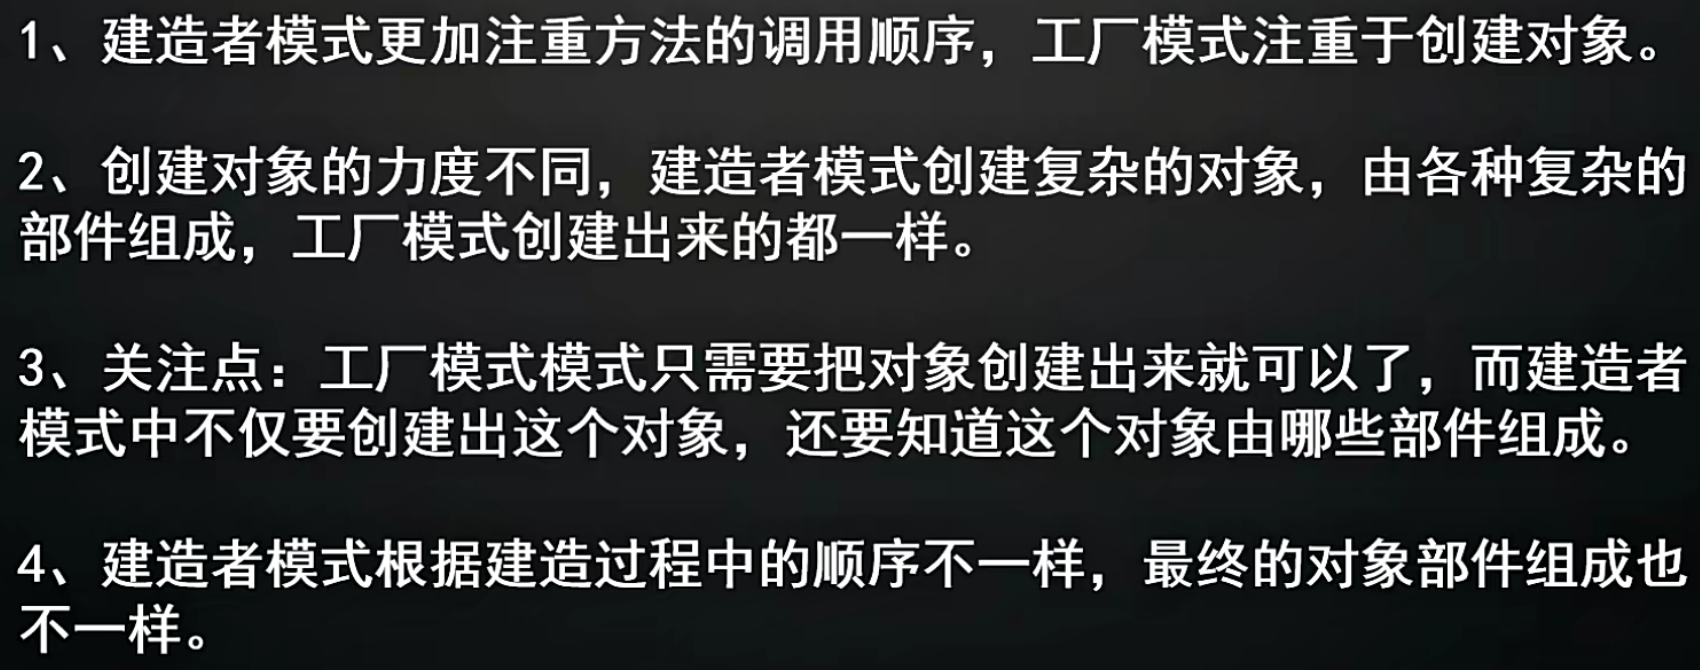 1、建造者模式更加注重方法的调用顺序，工厂模式注重于创建对象。
2、创建对象的力度不同，建造者模式创建复杂的对象，由各种复杂的
部件组成，工厂模式创建出来的都一样。
3、关注点：工厂模式模式只需要把对象创建出来就可以了，而建造者
模式中不仅要创建出这个对象，还要知道这个对象由哪些部件组成。
4、建造者模式根据建造过程中的顺序不一样，最终的对象部件组成也
不一样。